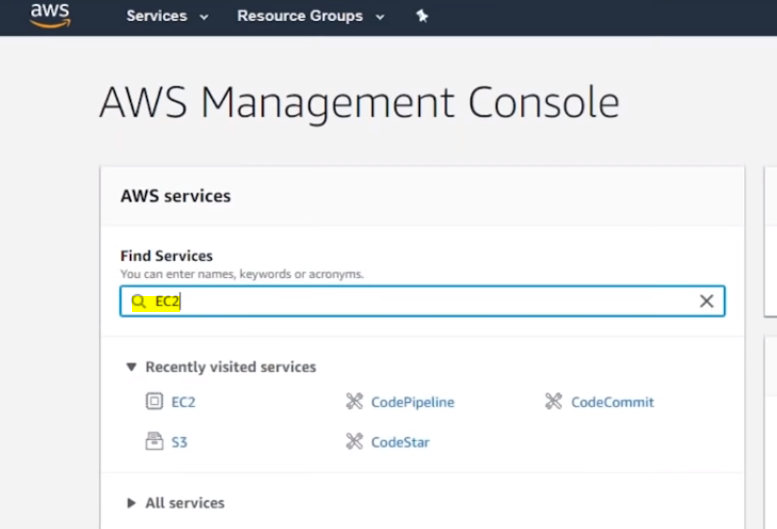 aws Services Resource Groups
AWS Management Console
AWS services
Find Services
You can enter names, keywords or acronyms.
EC2
Recently visited services
EC2 CodePipeline CodeCommit
S3 CodeStar
All services